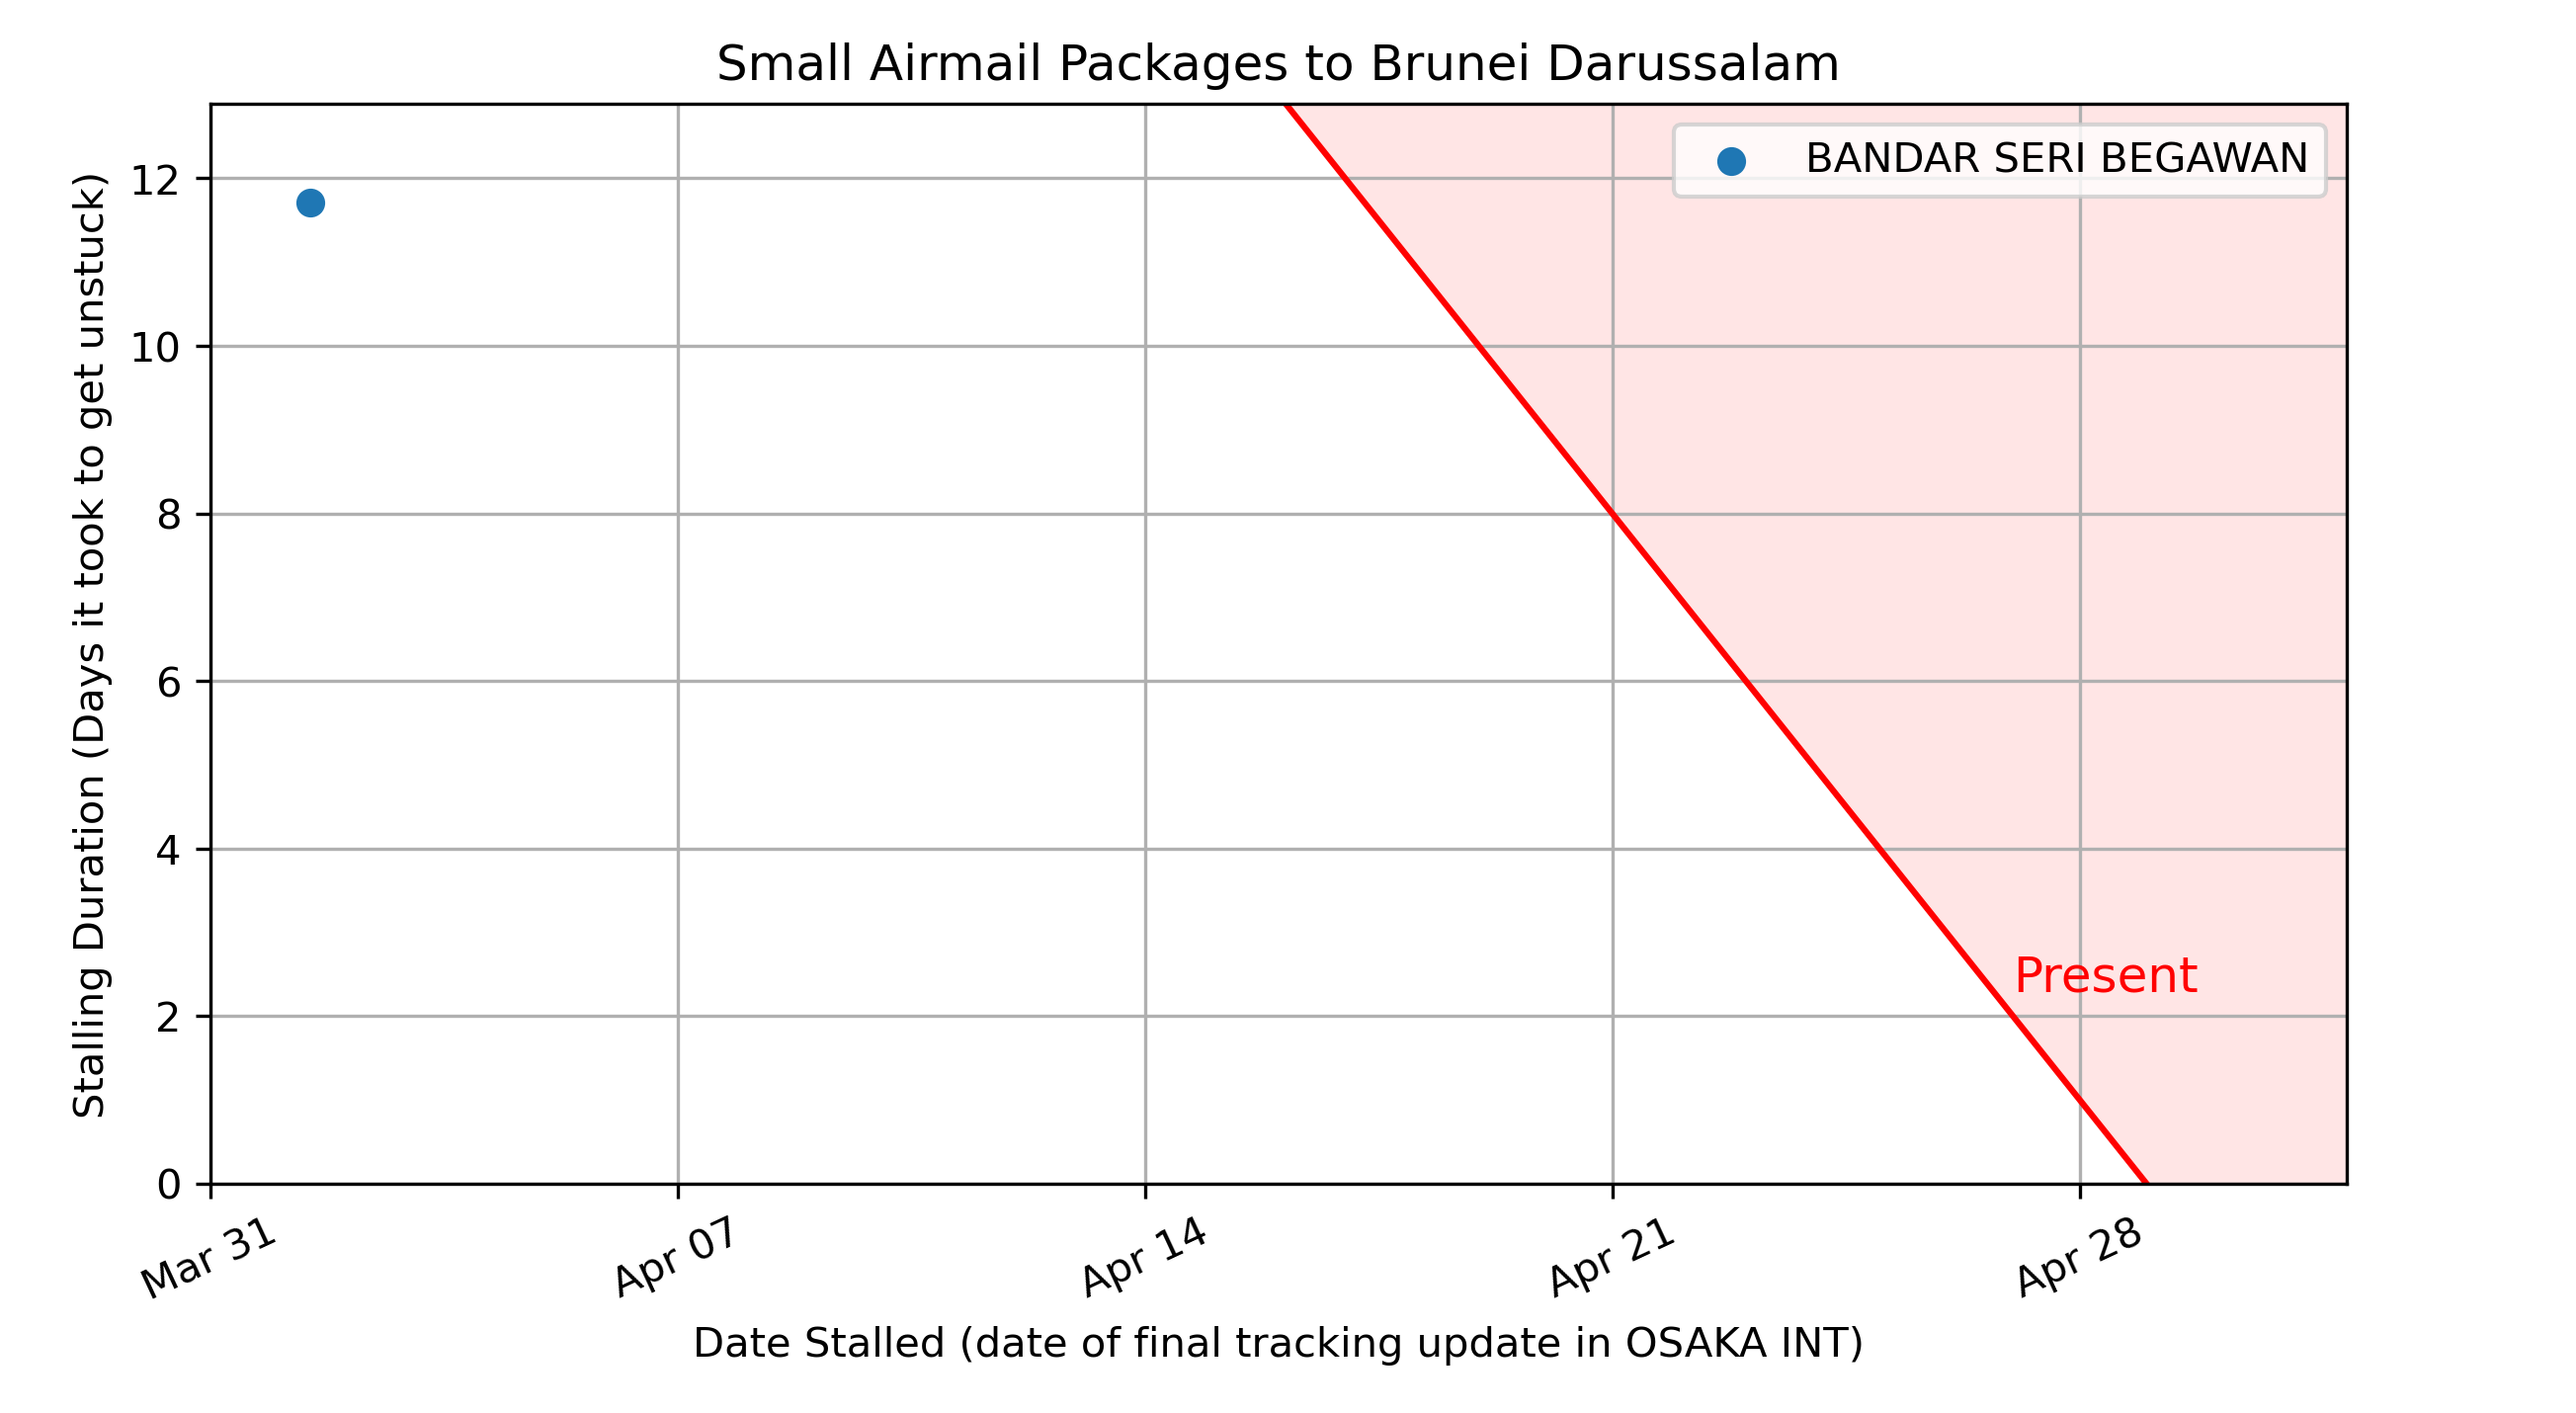 Small Airmail Packages to Brunei Darussalam
BANDAR SERI BEGAWAN
Stalling Duration (Days it took to get unstuck)
12
10
8
6
4
2
0
Present
Mar 31
Apr 07
Apr 14
Apr 21
Apr 28
Date Stalled (date of final tracking update in OSAKA INT)